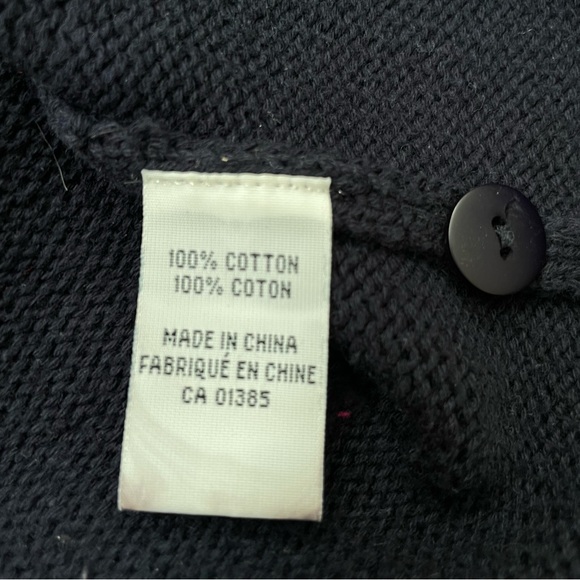 100% COTTON
100% COTON
MADE IN CHINA
FABRIQUÉ EN CHINE
CA 01385